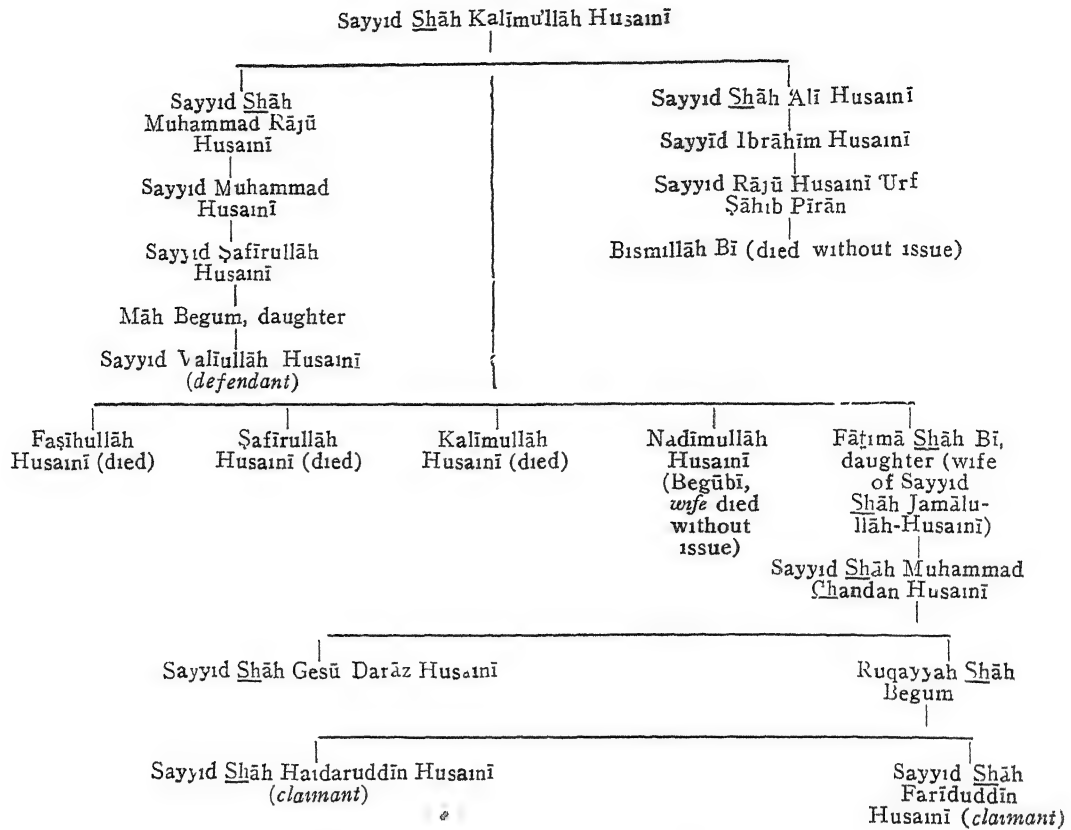 Sayyid Shāh Kalīmu'llāh Husainī
Sayyid Shāh
Muhammad Rājū
Husainī
Sayyid Muhammad
Husainī
Sayyid Ṣafīrullāh
Husainī
Māh Begum, daughter
Sayyid Valīullāh Husainī
(defendant)
Sayyid Shāh 'Alī Husainī
Sayyīd Ibrāhīm Husainī
Sayyid Rājū Husainī 'Urf
Ṣāhib Pīrān
Bismillāh Bī (died without issue)
Faṣīhullāh
Husainī (died)
Ṣafīrullāh
Husainī (died)
Kalīmullāh
Husainī (died)
Nadīmullāh
Husainī
(Begūbī,
wife died
without
issue)
Fāṭimā Shāh Bī,
daughter (wife
of Sayyid
Shāh Jamālu-
llāh-Husainī)
Sayyid Shāh Muhammad
Chandan Husainī
Sayyid Shāh Gesū Darāz Husainī
Ruqayyah Shāh
Begum
Sayyid Shāh Haidaruddīn Husainī
(claimant)
Sayyid Shāh
Farīduddīn
Husainī (claimant)